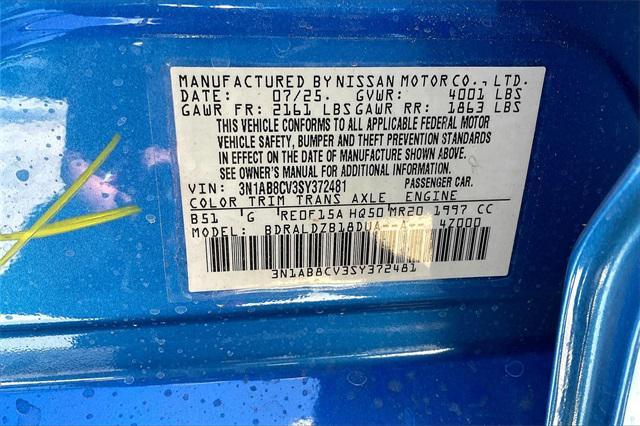 MANUFACTURED BY NISSAN MOTOR CO., LTD.
DATE: 07/25. GVWR: 4001 LBS
GAWR FR: 2161 LBS GAWR RR: 1863 LBS
THIS VEHICLE CONFORMS TO ALL APPLICABLE FEDERAL MOTOR
VEHICLE SAFETY, BUMPER AND THEFT PREVENTION STANDARDS
IN EFFECT ON THE DATE OF MANUFACTURE SHOWN ABOVE.
SEE OWNER'S MANUAL FOR ADDITIONAL INFORMATION.
VIN: 3N1AB8CV3SY372481 PASSENGER CAR.
COLOR TRIM TRANS AXLE ENGINE
B51 G RE0F15A HQ50 MR20 1997 CC
MODEL: BDRALDZB18DUA--A-- 4Z000
3N1AB8CV3SY372481